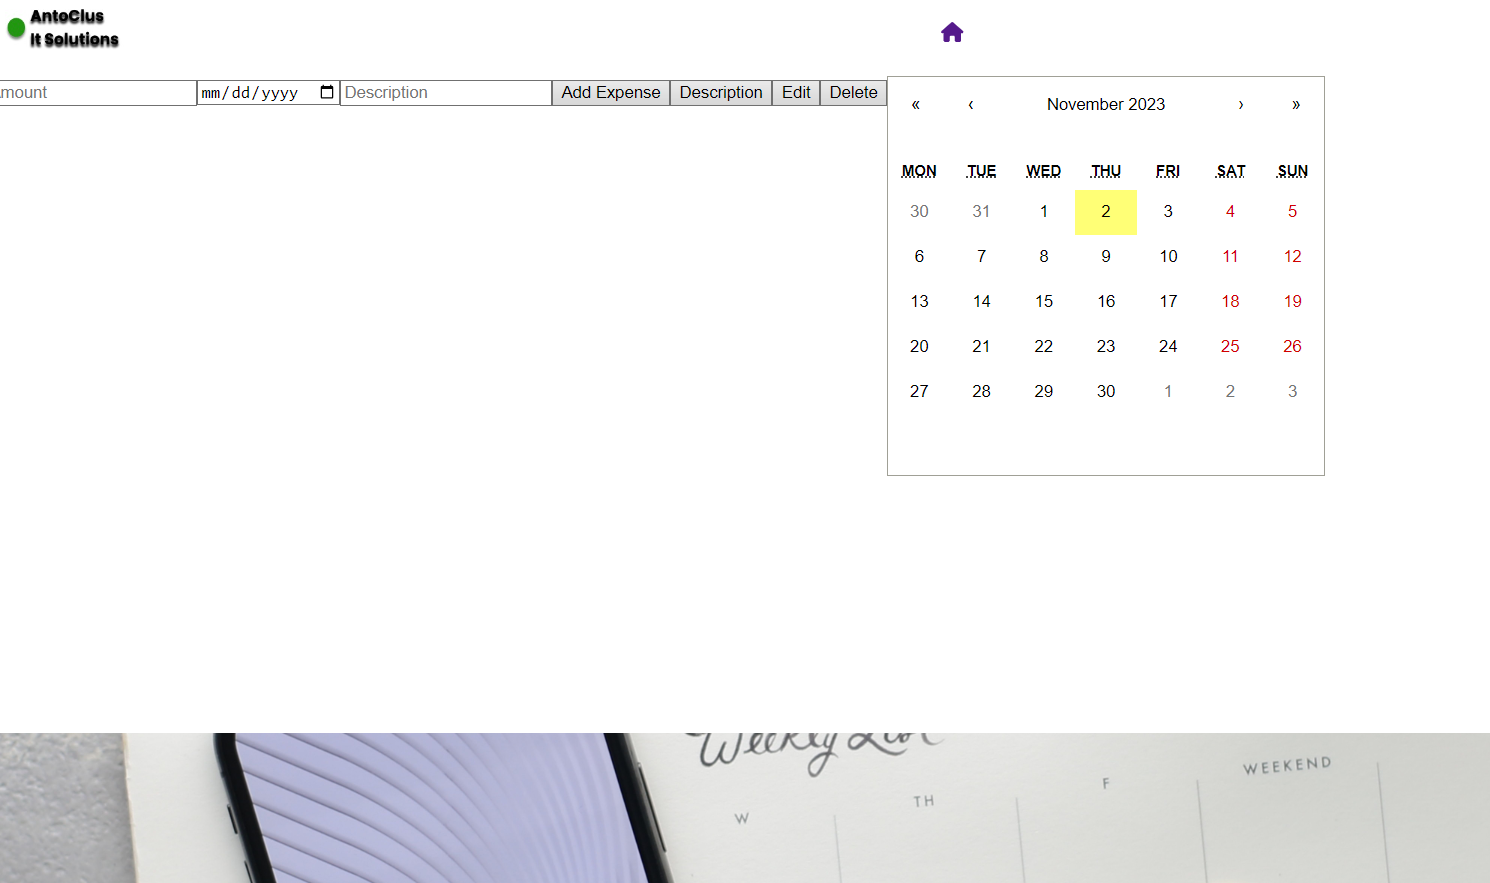 AntoClus
It Solutions
mount mm/dd/yyyy Description Add Expense Description Edit Delete
« ‹ November 2023 › »
MON TUE WED THU FRI SAT SUN
30 31 1 2 3 4 5
6 7 8 9 10 11 12
13 14 15 16 17 18 19
20 21 22 23 24 25 26
27 28 29 30 1 2 3
Weekly List
W TH F WEEKEND